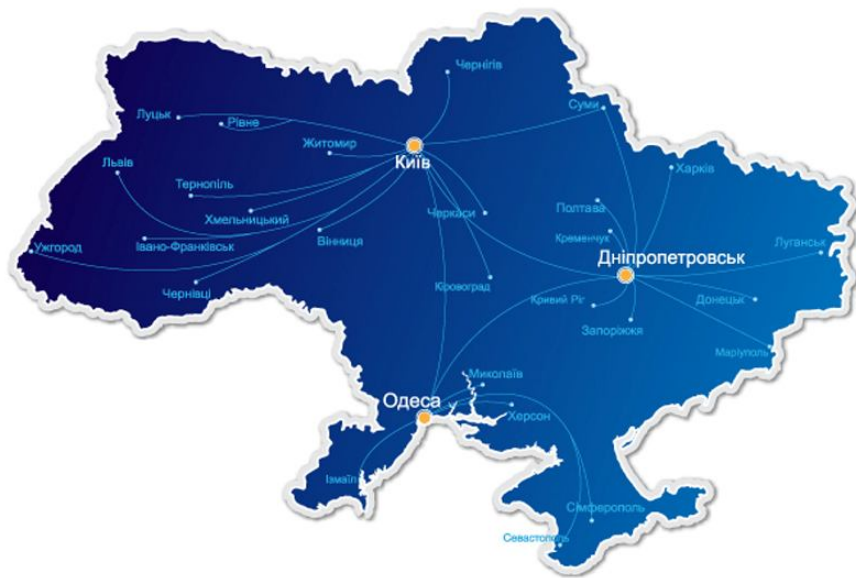 Чернігів
Суми
Луцьк
Рівне
Житомир
Київ
Львів
Харків
Тернопіль
Хмельницький
Черкаси
Полтава
Ужгород
Івано-Франківськ
Вінниця
Кременчук
Луганськ
Дніпропетровськ
Чернівці
Кіровоград
Кривий Ріг
Донецьк
Запоріжжя
Маріуполь
Миколаїв
Одеса
Херсон
Ізмаїл
Сімферополь
Севастополь